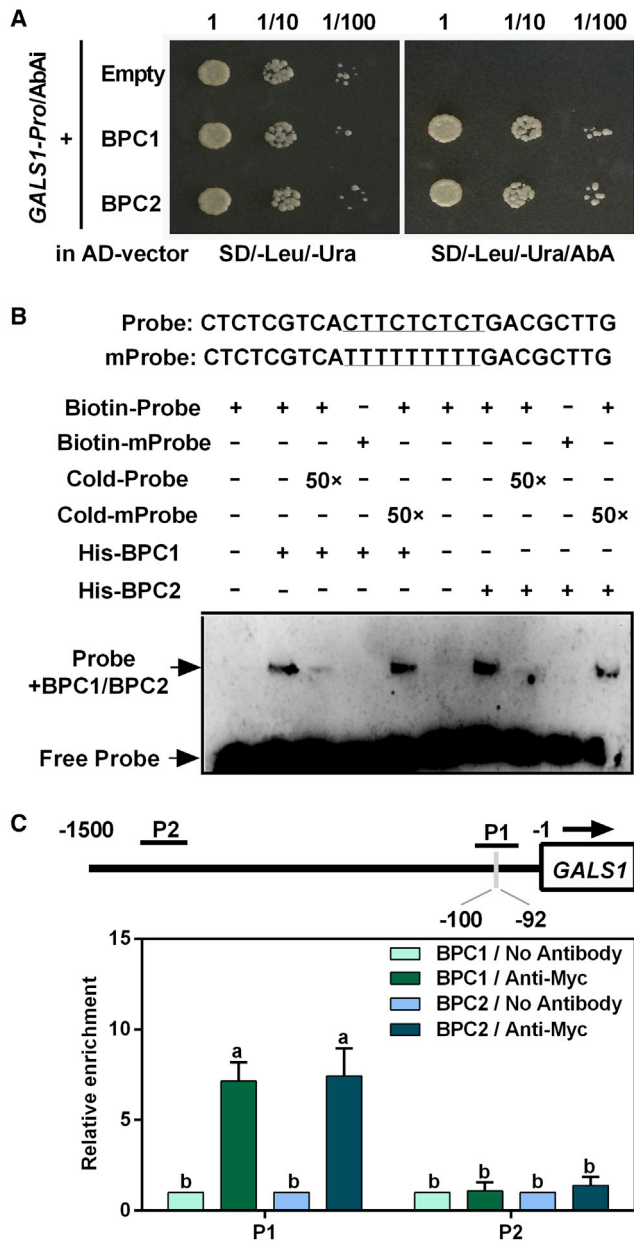 A
1 1/10 1/100 1 1/10 1/100
GALS1-Pro/AbAi
+
Empty
BPC1
BPC2
in AD-vector SD/-Leu/-Ura SD/-Leu/-Ura/AbA
B
Probe: CTCTCGTCACTTCTCTCTGACGCTTG
mProbe: CTCTCGTCATTTTTTTTTGACGCTTG
Biotin-Probe + + + – + + + + – +
Biotin-mProbe – – – + – – – – + –
Cold-Probe – – 50× – – – – 50× – –
Cold-mProbe – – – – 50× – – – – 50×
His-BPC1 – + + + + – – – – –
His-BPC2 – – – – – – + + + +
Probe
+BPC1/BPC2
Free Probe
C
-1500 P2 P1 -1
GALS1
-100 -92
Relative enrichment
15
10
5
0
BPC1 / No Antibody
BPC1 / Anti-Myc
BPC2 / No Antibody
BPC2 / Anti-Myc
b a b a b b b b
P1 P2